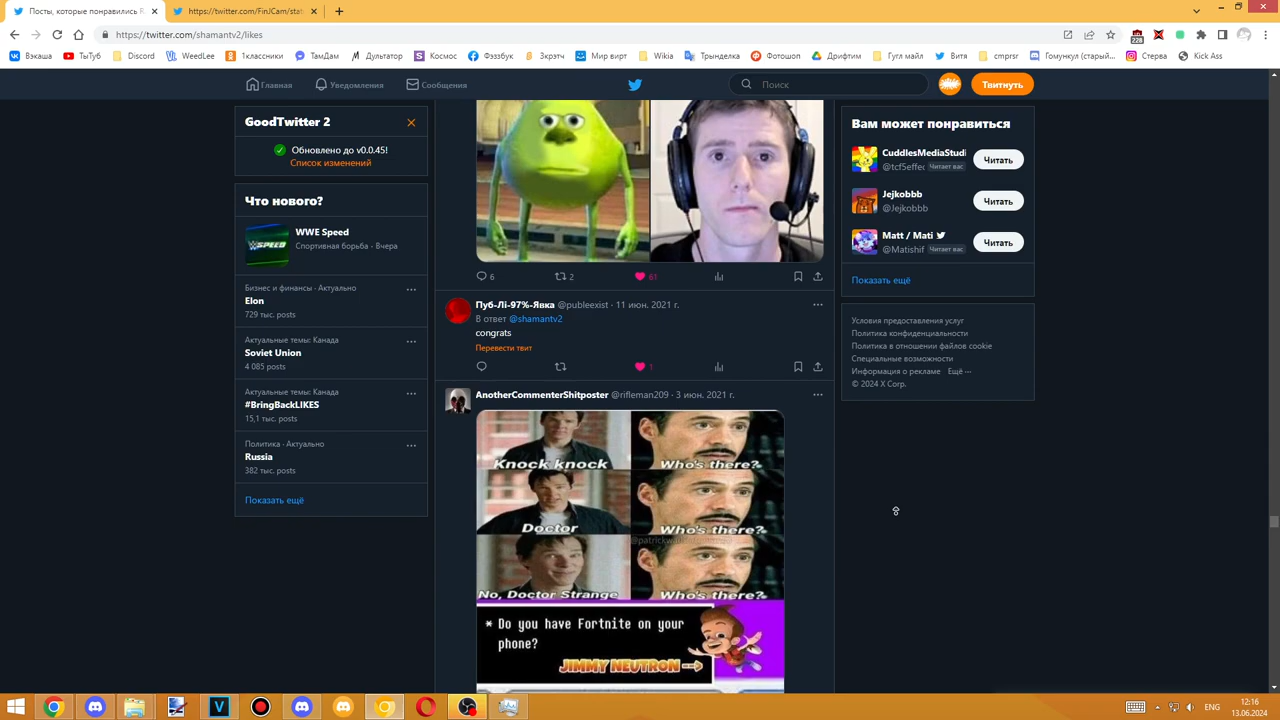 Посты, которые понравились R
https://twitter.com/FinJCam/stat
https://twitter.com/shamantv2/likes
228
Вэкаша
ТыТуб
Discord
WeedLee
1классники
ТамДам
Дультатор
Космос
Фэзбук
Зкрэтч
Мир вирт
Wikia
Трынделка
Фотошоп
Дрифтим
Гугл майл
Витя
cmprsr
Гомункул (старый...
Стерва
Kick Ass
Главная
Уведомления
Сообщения
Поиск
Твитнуть
GoodTwitter 2
Обновлено до v0.0.45!
Список изменений
Что нового?
WWE Speed
Спортивная борьба · Вчера
SPEED
Бизнес и финансы · Актуально
Elon
729 тыс. posts
Актуальные темы: Канада
Soviet Union
4 085 posts
Актуальные темы: Канада
#BringBackLIKES
15,1 тыс. posts
Политика · Актуально
Russia
382 тыс. posts
Показать ещё
6
2
61
Пуб-Лі-97%-Явка @publeexist · 11 июн. 2021 г.
В ответ @shamantv2
congrats
Перевести твит
1
AnotherCommenterShitposter @rifleman209 · 3 июн. 2021 г.
Knock knock
Who's there?
Doctor
Who's there?
No, Doctor Strange
Who's there?
* Do you have Fortnite on your
phone?
JIMMY NEUTRON-->
Вам может понравиться
CuddlesMediaStudi
@tcf5effec
Читает вас
Читать
Jejkobbb
@Jejkobbb
Читать
Matt / Mati
@Matishif
Читает вас
Читать
Показать ещё
Условия предоставления услуг
Политика конфиденциальности
Политика в отношении файлов cookie
Специальные возможности
Информация о рекламе Ещё ···
© 2024 X Corp.
ENG
12:16
13.06.2024